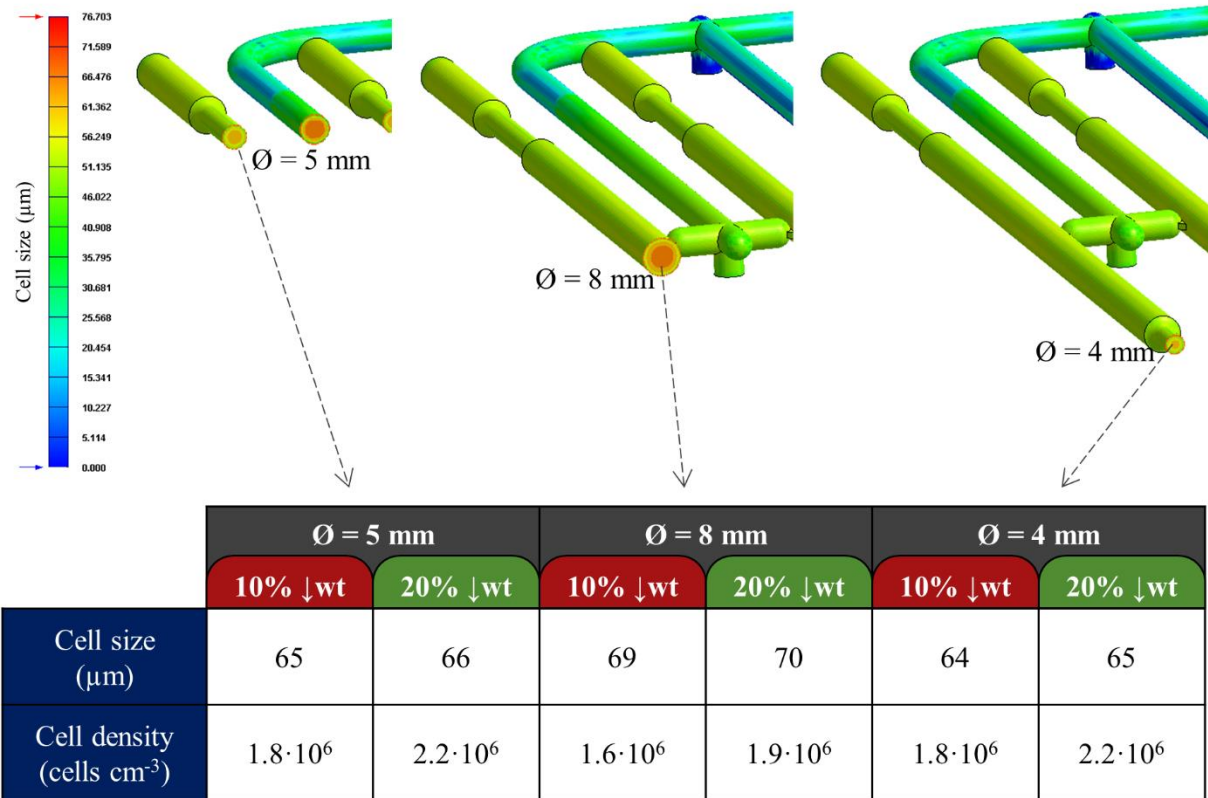 Cell size (µm)
76.703
71.589
66.476
61.362
56.249
51.135
46.022
40.908
35.795
30.681
25.568
20.454
15.341
10.227
5.114
0.000
Ø = 5 mm
Ø = 8 mm
Ø = 4 mm
Ø = 5 mm Ø = 8 mm Ø = 4 mm
10% ↓wt 20% ↓wt 10% ↓wt 20% ↓wt 10% ↓wt 20% ↓wt
Cell size
(µm) 65 66 69 70 64 65
Cell density
(cells cm⁻³) 1.8·10⁶ 2.2·10⁶ 1.6·10⁶ 1.9·10⁶ 1.8·10⁶ 2.2·10⁶